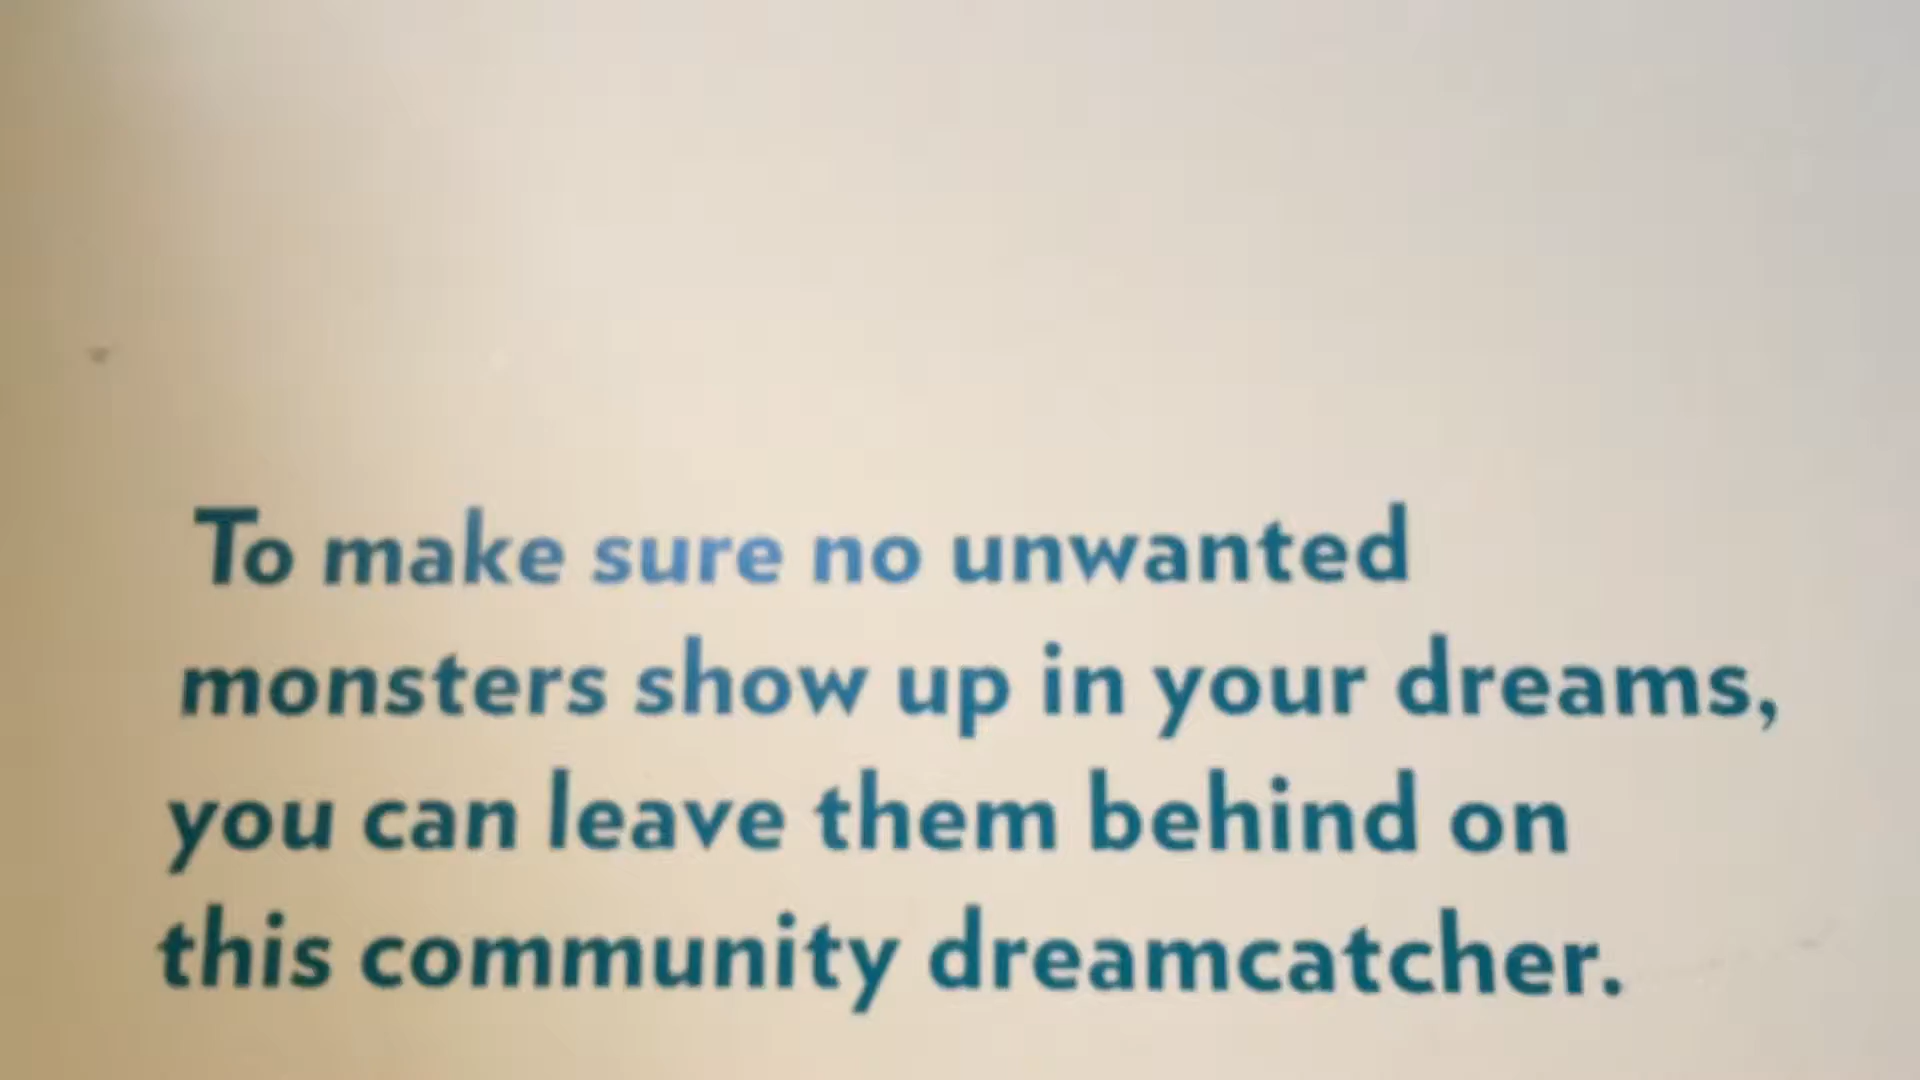 To make sure no unwanted
monsters show up in your dreams,
you can leave them behind on
this community dreamcatcher.